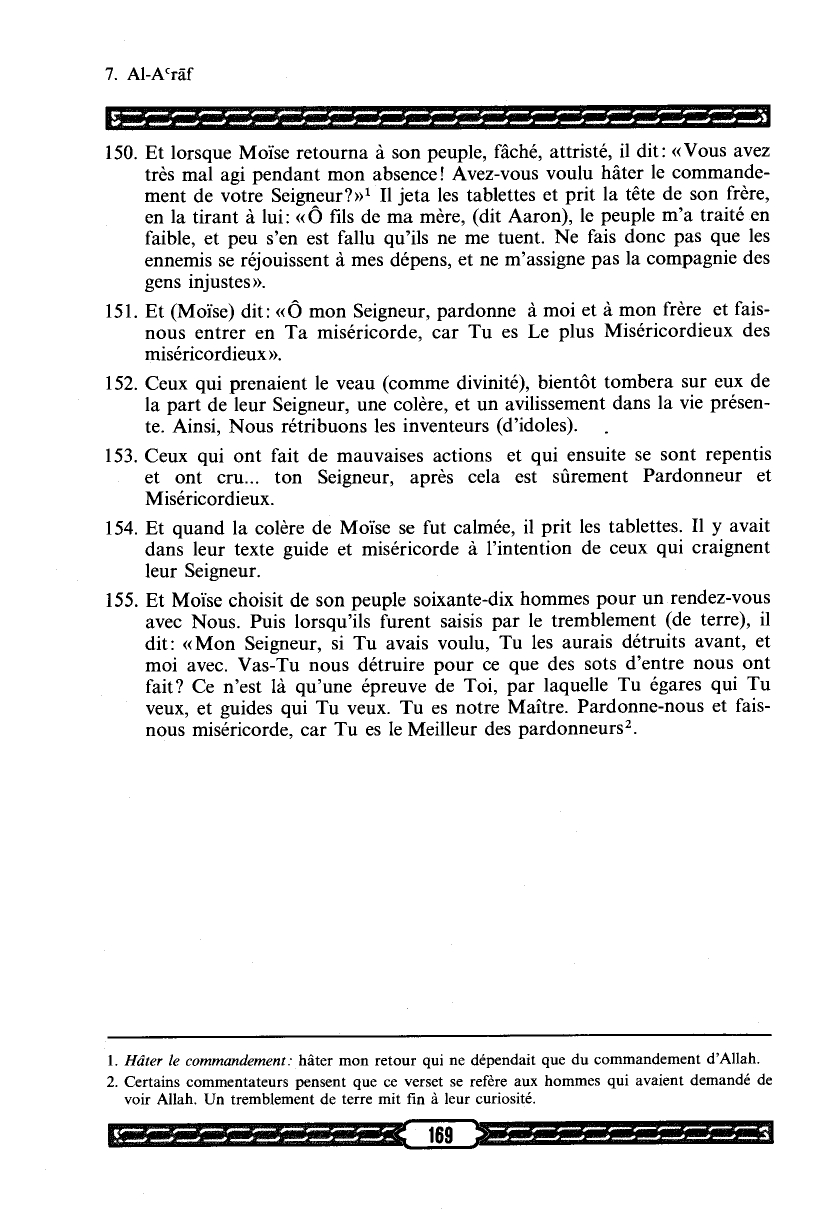 7. Al-Aᶜrāf
150. Et lorsque Moïse retourna à son peuple, fâché, attristé, il dit: «Vous avez
très mal agi pendant mon absence! Avez-vous voulu hâter le commande-
ment de votre Seigneur?»¹ Il jeta les tablettes et prit la tête de son frère,
en la tirant à lui: «Ô fils de ma mère, (dit Aaron), le peuple m'a traité en
faible, et peu s'en est fallu qu'ils ne me tuent. Ne fais donc pas que les
ennemis se réjouissent à mes dépens, et ne m'assigne pas la compagnie des
gens injustes».
151. Et (Moïse) dit: «Ô mon Seigneur, pardonne à moi et à mon frère et fais-
nous entrer en Ta miséricorde, car Tu es Le plus Miséricordieux des
miséricordieux».
152. Ceux qui prenaient le veau (comme divinité), bientôt tombera sur eux de
la part de leur Seigneur, une colère, et un avilissement dans la vie présen-
te. Ainsi, Nous rétribuons les inventeurs (d'idoles).
153. Ceux qui ont fait de mauvaises actions et qui ensuite se sont repentis
et ont cru... ton Seigneur, après cela est sûrement Pardonneur et
Miséricordieux.
154. Et quand la colère de Moïse se fut calmée, il prit les tablettes. Il y avait
dans leur texte guide et miséricorde à l'intention de ceux qui craignent
leur Seigneur.
155. Et Moïse choisit de son peuple soixante-dix hommes pour un rendez-vous
avec Nous. Puis lorsqu'ils furent saisis par le tremblement (de terre), il
dit: «Mon Seigneur, si Tu avais voulu, Tu les aurais détruits avant, et
moi avec. Vas-Tu nous détruire pour ce que des sots d'entre nous ont
fait? Ce n'est là qu'une épreuve de Toi, par laquelle Tu égares qui Tu
veux, et guides qui Tu veux. Tu es notre Maître. Pardonne-nous et fais-
nous miséricorde, car Tu es le Meilleur des pardonneurs².
1. Hâter le commandement: hâter mon retour qui ne dépendait que du commandement d'Allah.
2. Certains commentateurs pensent que ce verset se refère aux hommes qui avaient demandé de
voir Allah. Un tremblement de terre mit fin à leur curiosité.
169